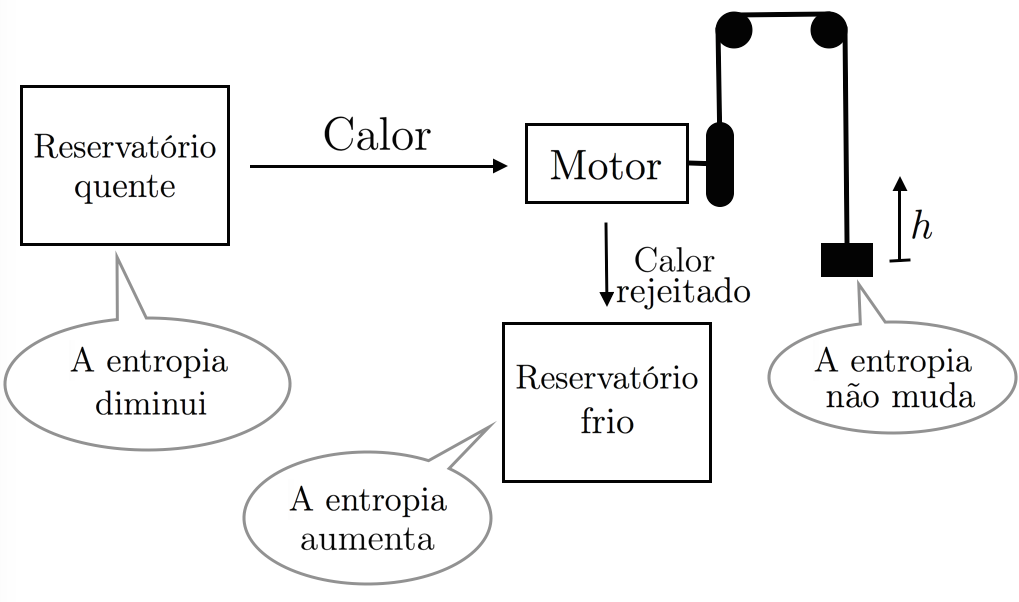 Reservatório
quente
Calor
Motor
h
Calor
rejeitado
A entropia
diminui
Reservatório
frio
A entropia
não muda
A entropia
aumenta